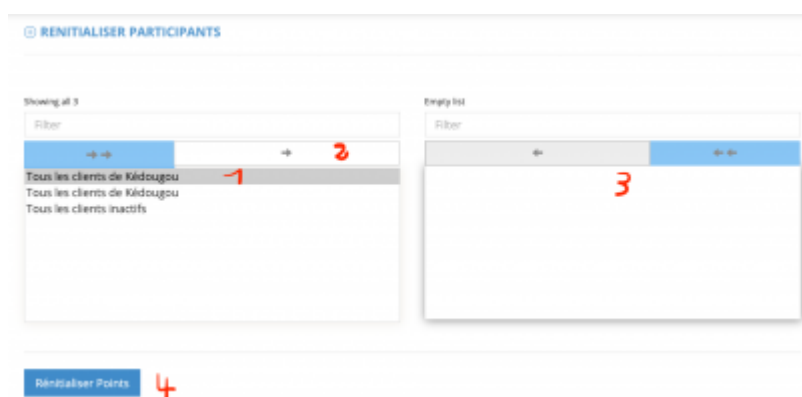 RENITIALISER PARTICIPANTS
Showing all 3
Empty list
Filter
Filter
→→ → 2
← ←←
Tous les clients de Kédougou 1
3
Tous les clients de Kédougou
Tous les clients inactifs
Rénitialiser Points 4